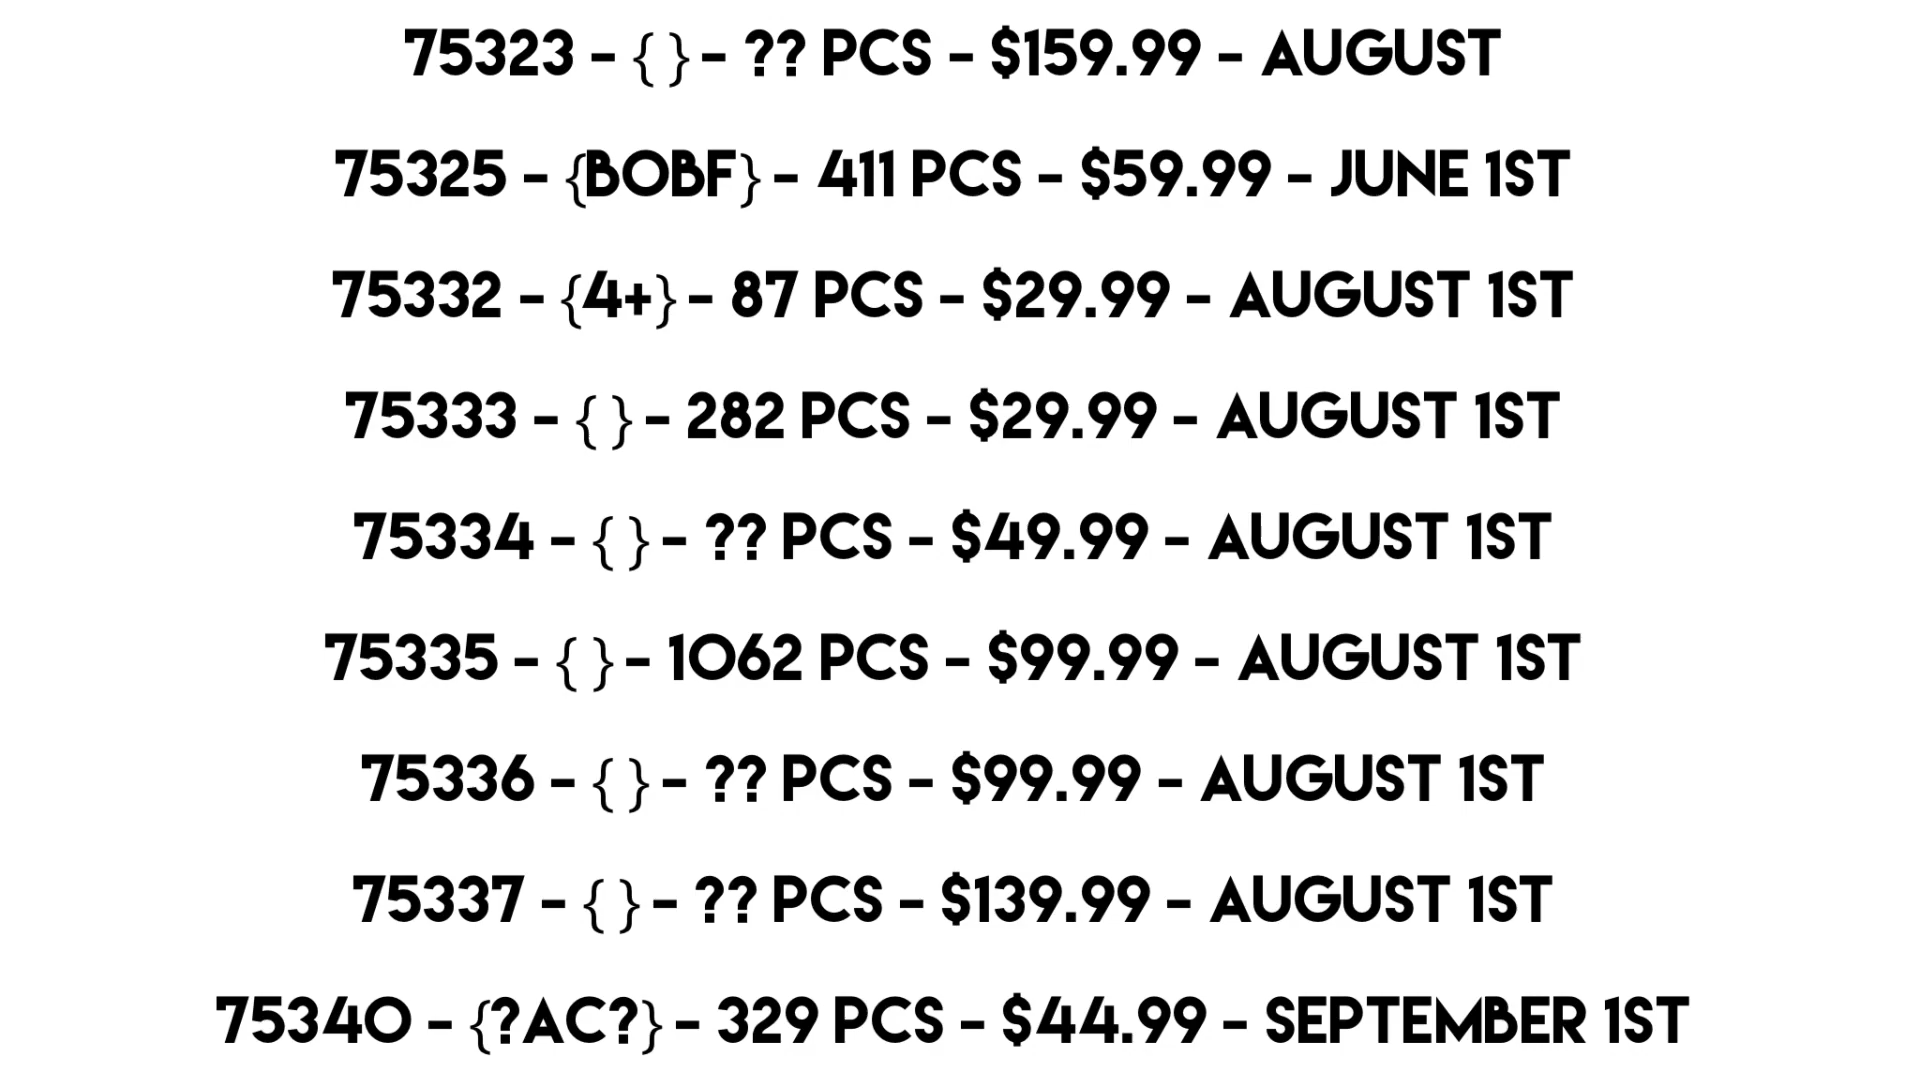 75323 - { } - ?? PCS - $159.99 - AUGUST
75325 - {BOBF} - 411 PCS - $59.99 - JUNE 1ST
75332 - {4+} - 87 PCS - $29.99 - AUGUST 1ST
75333 - { } - 282 PCS - $29.99 - AUGUST 1ST
75334 - { } - ?? PCS - $49.99 - AUGUST 1ST
75335 - { } - 1062 PCS - $99.99 - AUGUST 1ST
75336 - { } - ?? PCS - $99.99 - AUGUST 1ST
75337 - { } - ?? PCS - $139.99 - AUGUST 1ST
75340 - {?AC?} - 329 PCS - $44.99 - SEPTEMBER 1ST